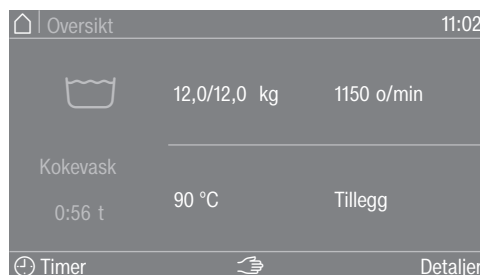 Oversikt 11:02
12,0/12,0 kg 1150 o/min
Kokevask
0:56 t
90 °C Tillegg
Timer Detaljer